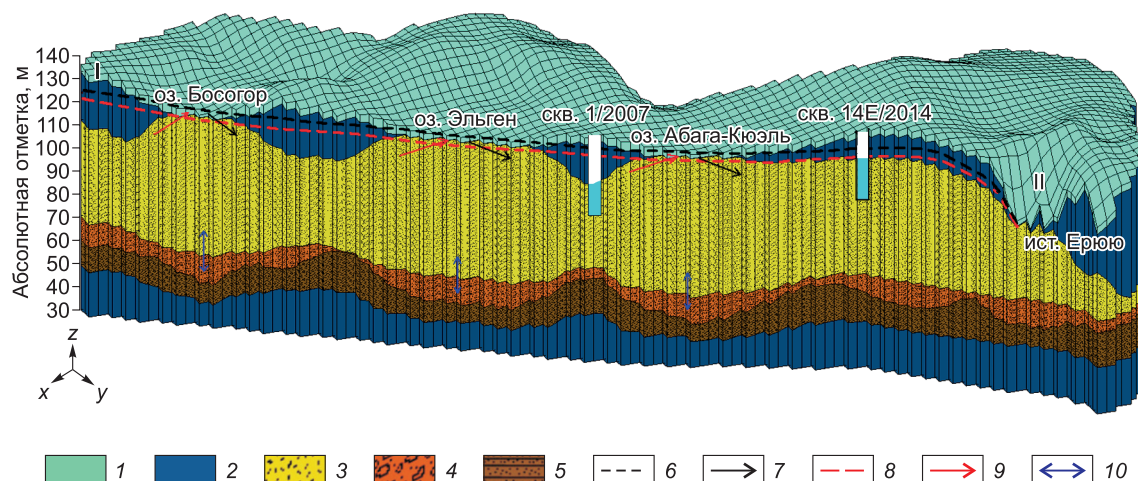 Абсолютная отметка, м
140
130
120
110
100
90
80
70
60
50
40
30
I
оз. Босогор
оз. Эльген
скв. 1/2007
оз. Абага-Кюэль
скв. 14Е/2014
II
ист. Ерюю
z
x
y
1 2 3 4 5 6 7 8 9 10